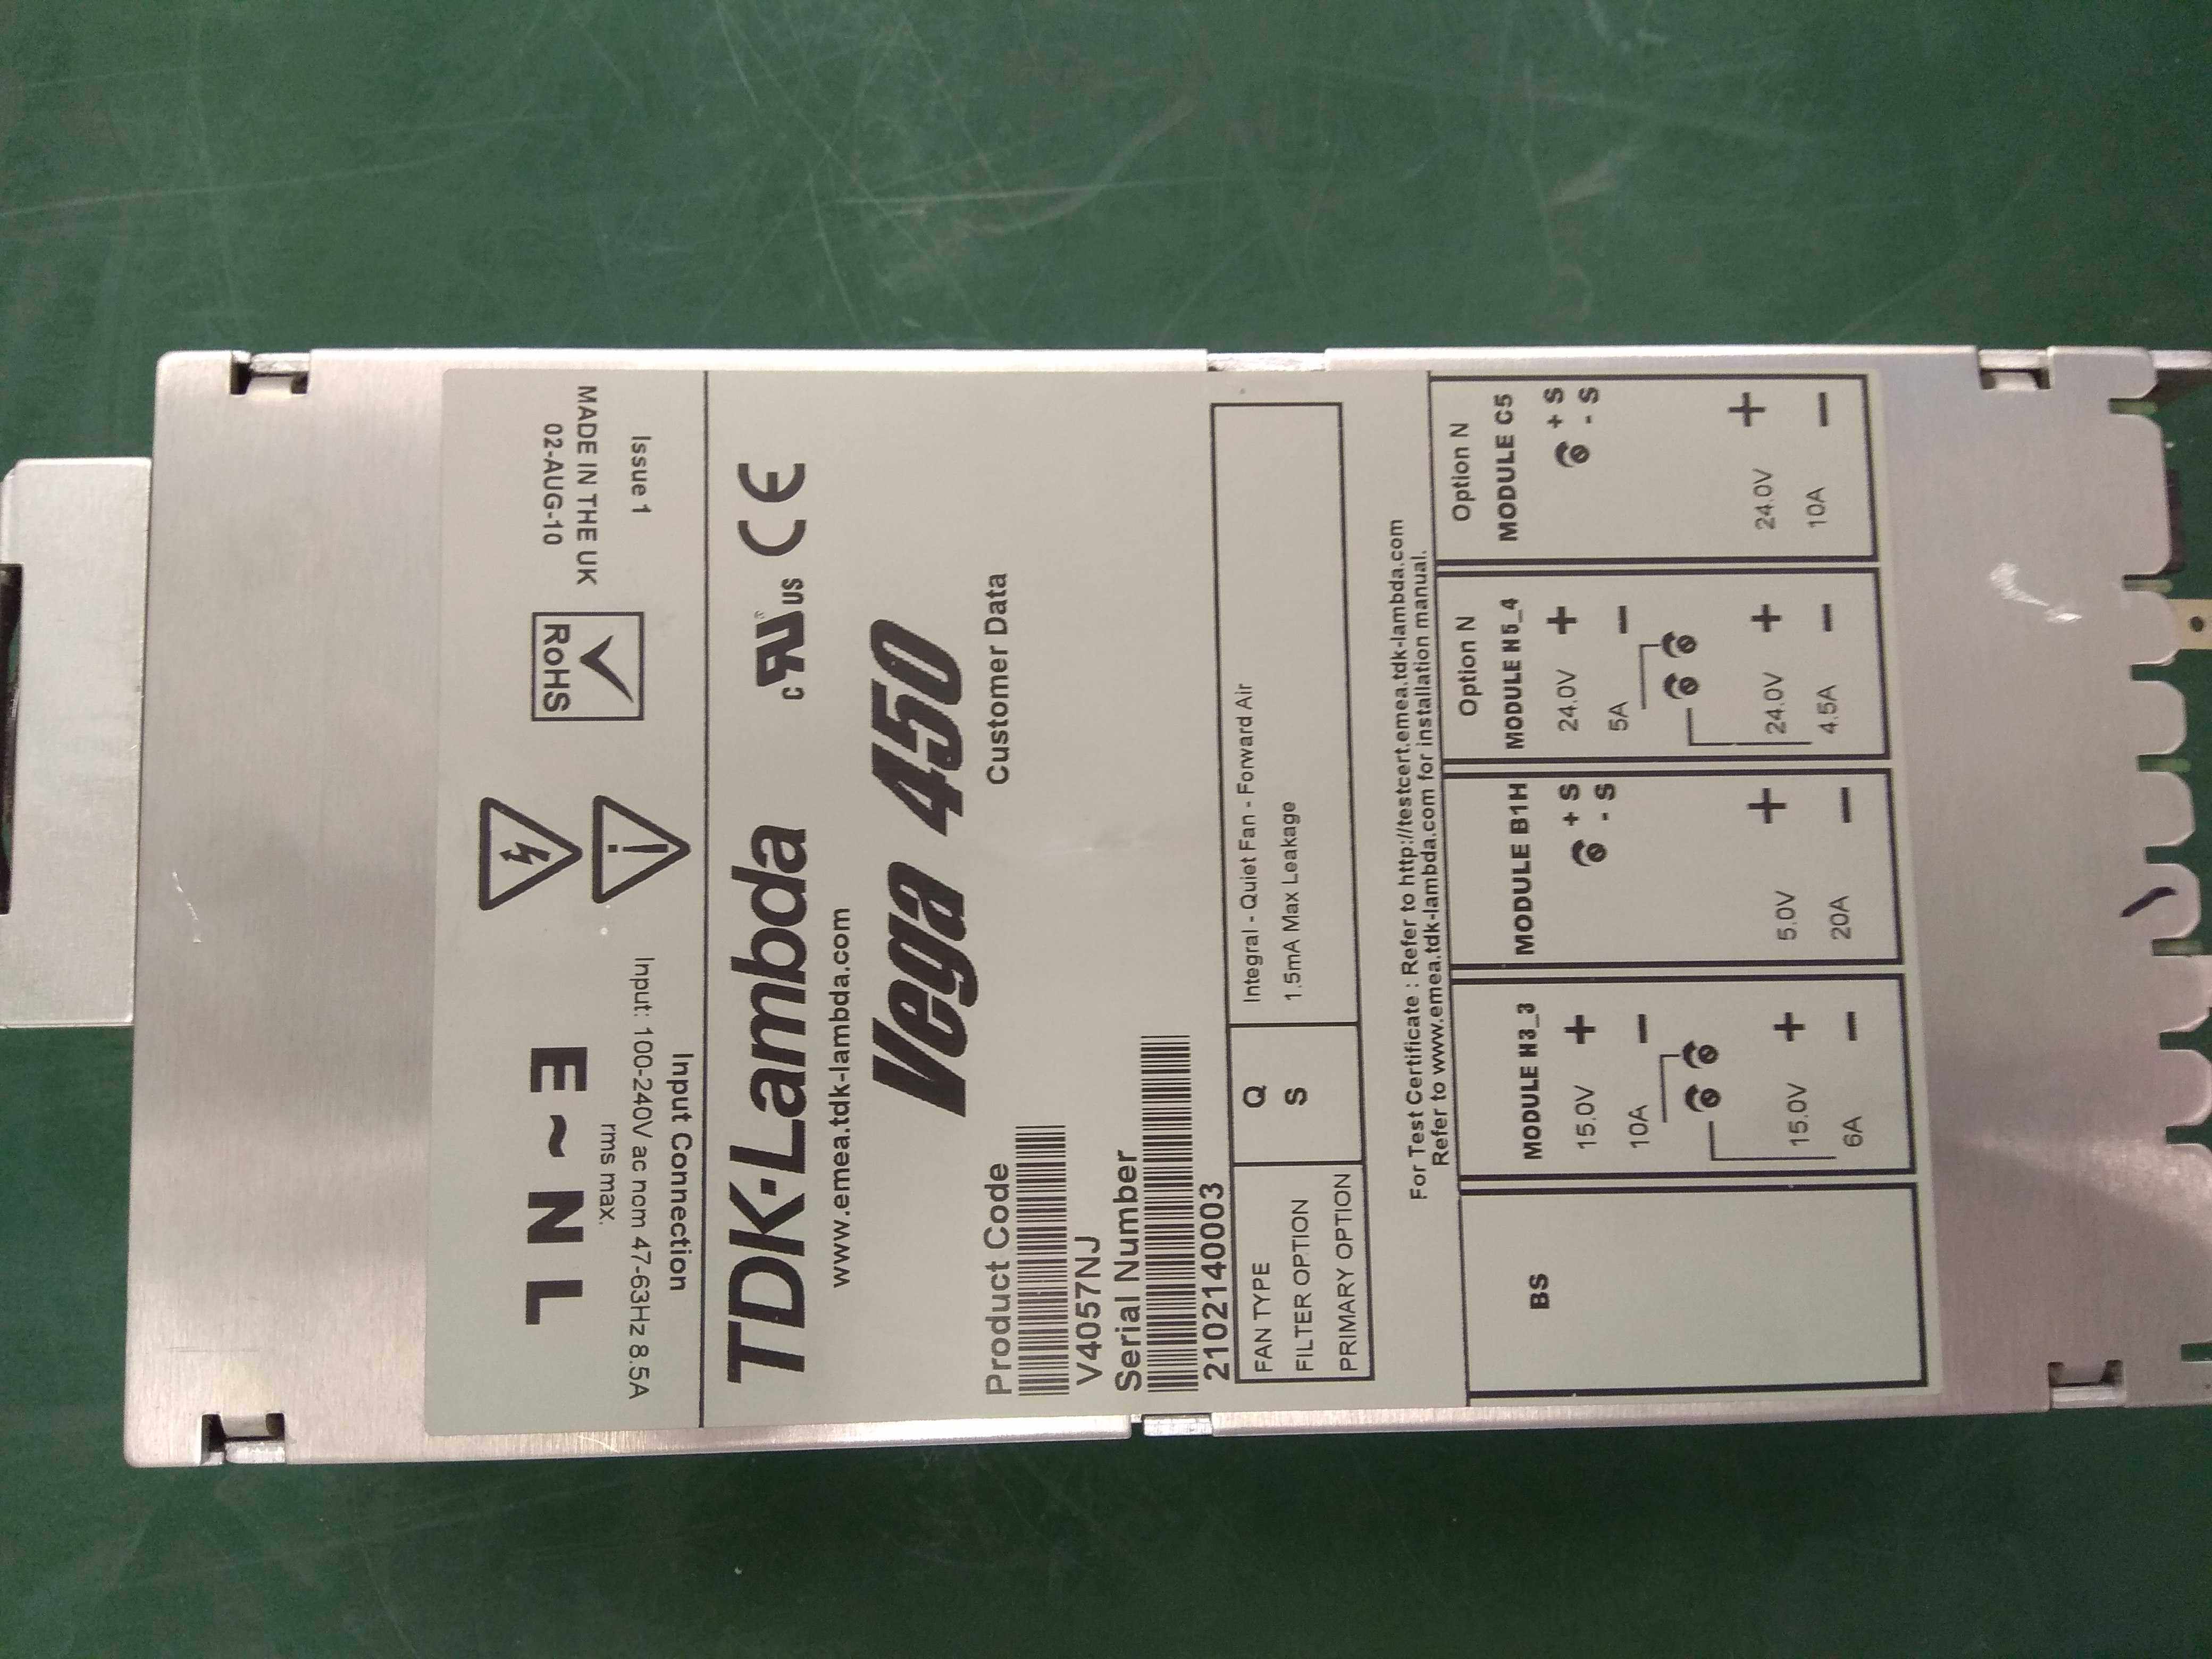 E ~ N L
Input Connection
Input: 100-240V ac nom 47-63Hz 8.5A
rms max.
RoHS
MADE IN THE UK
02-AUG-10
Issue 1
TDK-Lambda
www.emea.tdk-lambda.com
c UL us CE
Vega 450
Product Code
Customer Data
V4057NJ
Serial Number
2102140003
FAN TYPE Q Integral - Quiet Fan - Forward Air
FILTER OPTION S 1.5mA Max Leakage
PRIMARY OPTION
For Test Certificate : Refer to http://testcert.emea.tdk-lambda.com
Refer to www.emea.tdk-lambda.com for installation manual.
BS
MODULE H3_3
15.0V +
10A −
15.0V +
6A −
MODULE B1H
+ S
- S
5.0V +
20A −
Option N
MODULE H5_4
24.0V +
5A −
24.0V +
4.5A −
Option N
MODULE C5
+ S
- S
24.0V +
10A −